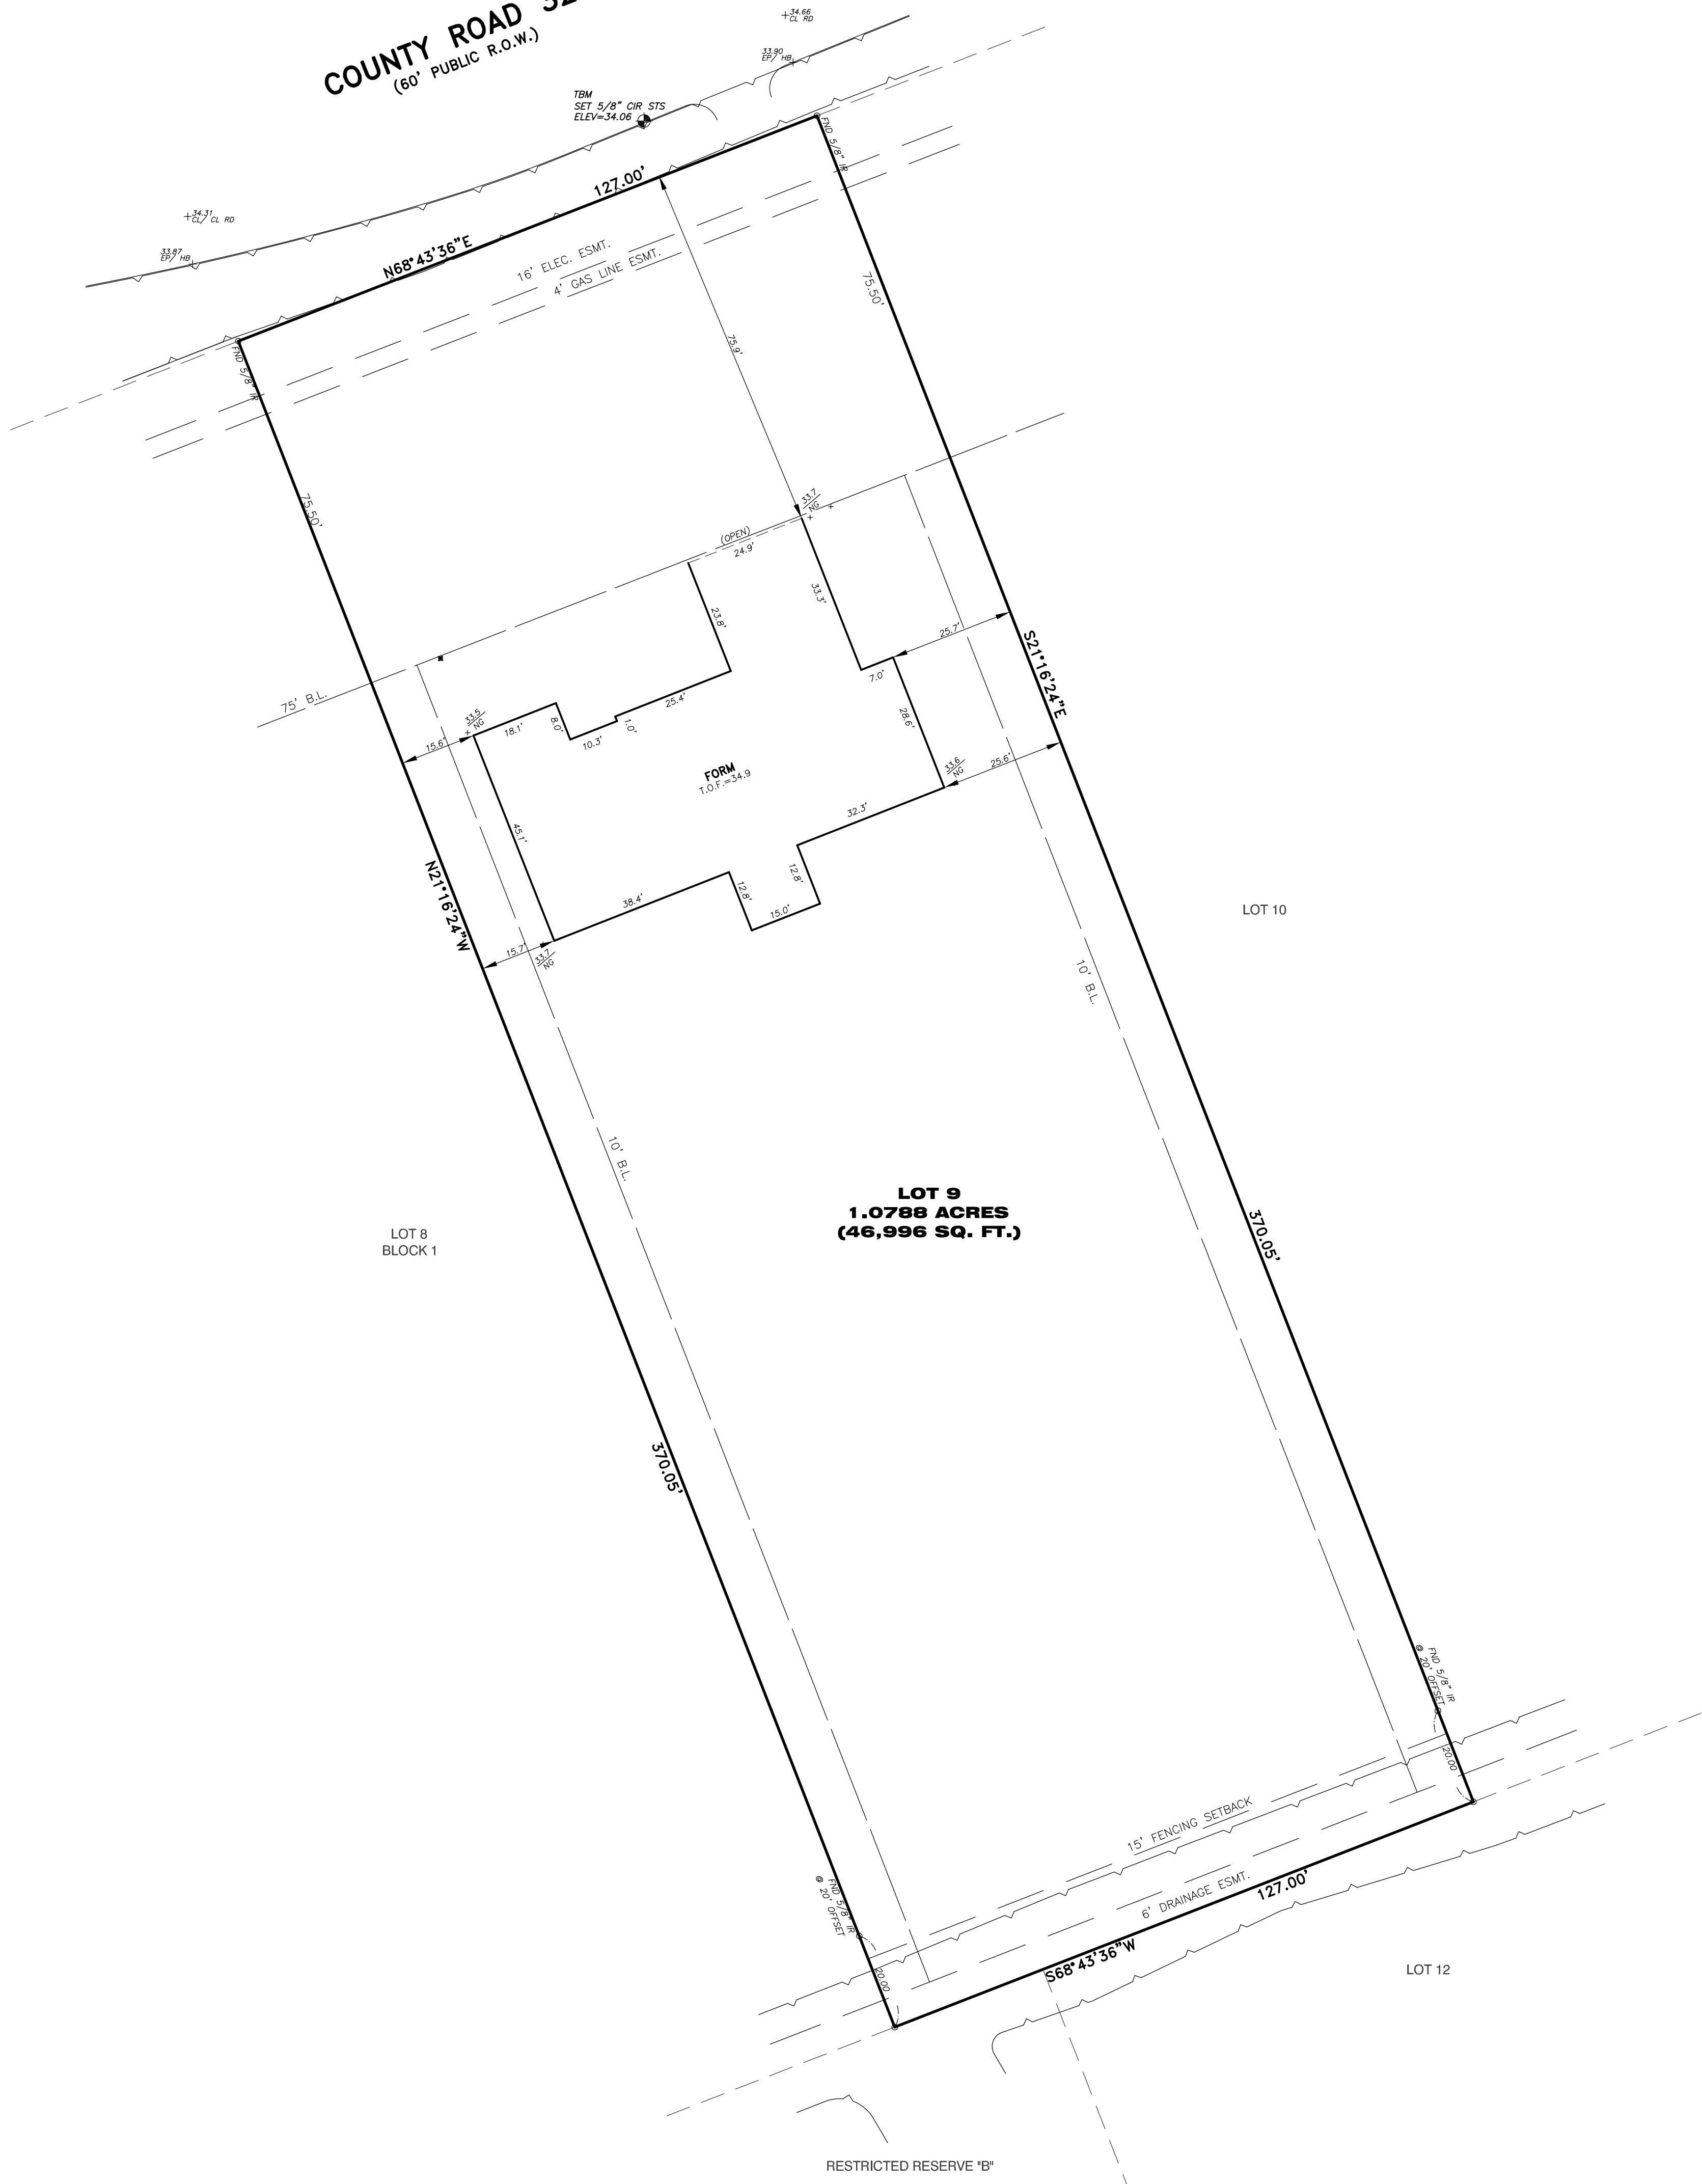 COUNTY ROAD
(60' PUBLIC R.O.W.)
34.66
CL RD
33.90
EP/ HB
TBM
SET 5/8" CIR STS
ELEV=34.06
FND 5/8" IR
127.00'
34.31
CL/ CL RD
33.87
EP/ HB
N68°43'36"E
16' ELEC. ESMT.
4' GAS LINE ESMT.
75.50'
FND 5/8" IR
75.9'
75.50'
33.7
NG
(OPEN)
24.9'
33.3'
23.8'
25.7'
S21°16'24"E
7.0'
75' B.L.
33.5
NG
18.1'
8.0'
10.3'
1.0'
25.4'
28.6'
15.6'
FORM
T.O.F.=34.9
33.6
NG
25.6'
45.1'
32.3'
12.8'
12.8'
38.4'
15.0'
N21°16'24"W
15.7'
33.7
NG
LOT 10
10' B.L.
10' B.L.
LOT 9
1.0788 ACRES
(46,996 SQ. FT.)
LOT 8
BLOCK 1
370.05'
370.05'
FND 5/8" IR
@ 20' OFFSET
20.00
15' FENCING SETBACK
6' DRAINAGE ESMT.
127.00'
FND 5/8" IR
@ 20' OFFSET
20.00
S68°43'36"W
LOT 12
RESTRICTED RESERVE "B"